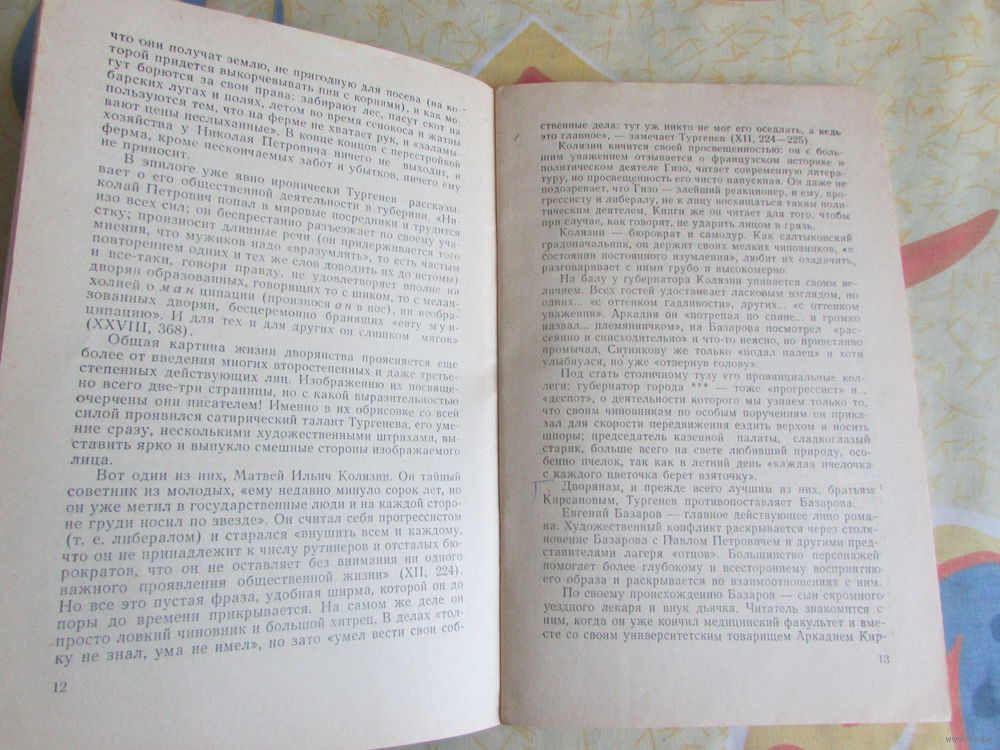 что они получат землю, не пригодную для посева (на ко-
торой придется выкорчевывать пни с корнями), и как мо-
гут борются за свои права: забирают лес, пасут скот на
барских лугах и полях, летом во время сенокоса и жатвы
пользуются тем, что на ферме не хватает рук, и «заламы-
вают цены неслыханные». В конце концов с перестройкой
хозяйства у Николая Петровича ничего не выходит, и
ферма, кроме нескончаемых забот и убытков, ничего ему
не приносит.
В эпилоге уже явно иронически Тургенев рассказы-
вает о его общественной деятельности в губернии. «Ни-
колай Петрович попал в мировые посредники и трудится
изо всех сил; он беспрестанно разъезжает по своему уча-
стку; произносит длинные речи (он придерживается того
мнения, что мужиков надо «вразумлять», то есть частым
повторением одних и тех же слов доводить их до истомы)
и все-таки, говоря правду, не удовлетворяет вполне ни
дворян образованных, говорящих то с шиком, то с мелан-
холией о манципации (произнося ан в нос), ни необра-
зованных дворян, бесцеремонно бранящих «евту мун-
ципацию». И для тех и для других он слишком мягок»
(XXVIII, 368).
Общая картина жизни дворянства проясняется еще
более от введения многих второстепенных и даже третье-
степенных действующих лиц. Изображению их посвяще-
но всего две-три страницы, но с какой выразительностью
очерчены они писателем! Именно в их обрисовке со всей
силой проявился сатирический талант Тургенева, его уме-
ние сразу, несколькими художественными штрихами, вы-
ставить ярко и выпукло смешные стороны изображаемого
лица.
Вот один из них, Матвей Ильич Колязин. Он тайный
советник из молодых, «ему недавно минуло сорок лет, но
он уже метил в государственные люди и на каждой сторо-
не груди носил по звезде». Он считал себя прогрессистом
(т. е. либералом) и старался «внушить всем и каждому,
что он не принадлежит к числу рутинеров и отсталых бю-
рократов, что он не оставляет без внимания ни одного
важного проявления общественной жизни» (XII, 224).
Но все это пустая фраза, удобная ширма, которой он до
поры до времени прикрывается. На самом же деле он
просто ловкий чиновник и большой хитрец. В делах «тол-
ку не знал, ума не имел», но зато «умел вести свои соб-
12
ственные дела: тут уж никто не мог его оседлать, а ведь
это главное», — замечает Тургенев (XII, 224—225).
Колязин кичится своей просвещенностью: он с боль-
шим уважением отзывается о французском историке и
политическом деятеле Гизо, читает современную литера-
туру, но просвещенность его чисто напускная. Он даже не
подозревает, что Гизо — злейший реакционер, и ему, про-
грессисту и либералу, не к лицу восхищаться таким поли-
тическим деятелем. Книги же он читает для того, чтобы
при случае, как говорят, не ударить лицом в грязь.
Колязин — бюрократ и самодур. Как салтыковский
градоначальник, он держит своих мелких чиновников, «в
состоянии постоянного изумления», любит их озадачить,
разговаривает с ними грубо и высокомерно.
На балу у губернатора Колязин упивается своим ве-
личием. Всех гостей удостаивает ласковым взглядом, но
одних... «с оттенком гадливости», других... «с оттенком
уважения». Аркадия он «потрепал по спине... и громко
назвал... племянничком», на Базарова посмотрел «рас-
сеянно и снисходительно» и что-то неясно, но приветливо
промычал, Ситникову же только «подал палец» и хотя
улыбнулся, но уже «отвернув голову».
Под стать столичному тузу его провинциальные кол-
леги: губернатор города *** — тоже «прогрессист» и...
«деспот», о деятельности которого мы узнаем только то,
что своим чиновникам по особым поручениям он прика-
зал для скорости передвижения ездить верхом и носить
шпоры; председатель казенной палаты, сладкоглазый
старик, больше всего на свете любивший природу, осо-
бенно пчелок, так как в летний день «каждая пчелочка
с каждого цветочка берет взяточку».
Дворянам, и прежде всего лучшим из них, братьям
Кирсановым, Тургенев противопоставляет Базарова.
Евгений Базаров — главное действующее лицо рома-
на. Художественный конфликт раскрывается через столк-
новение Базарова с Павлом Петровичем и другими пред-
ставителями лагеря «отцов». Большинство персонажей
помогает более глубокому и всестороннему восприятию
его образа и раскрывается во взаимоотношениях с ним.
По своему происхождению Базаров — сын скромного
уездного лекаря и внук дьячка. Читатель знакомится с
ним, когда он уже кончил медицинский факультет и вме-
сте со своим университетским товарищем Аркадием Кир-
13